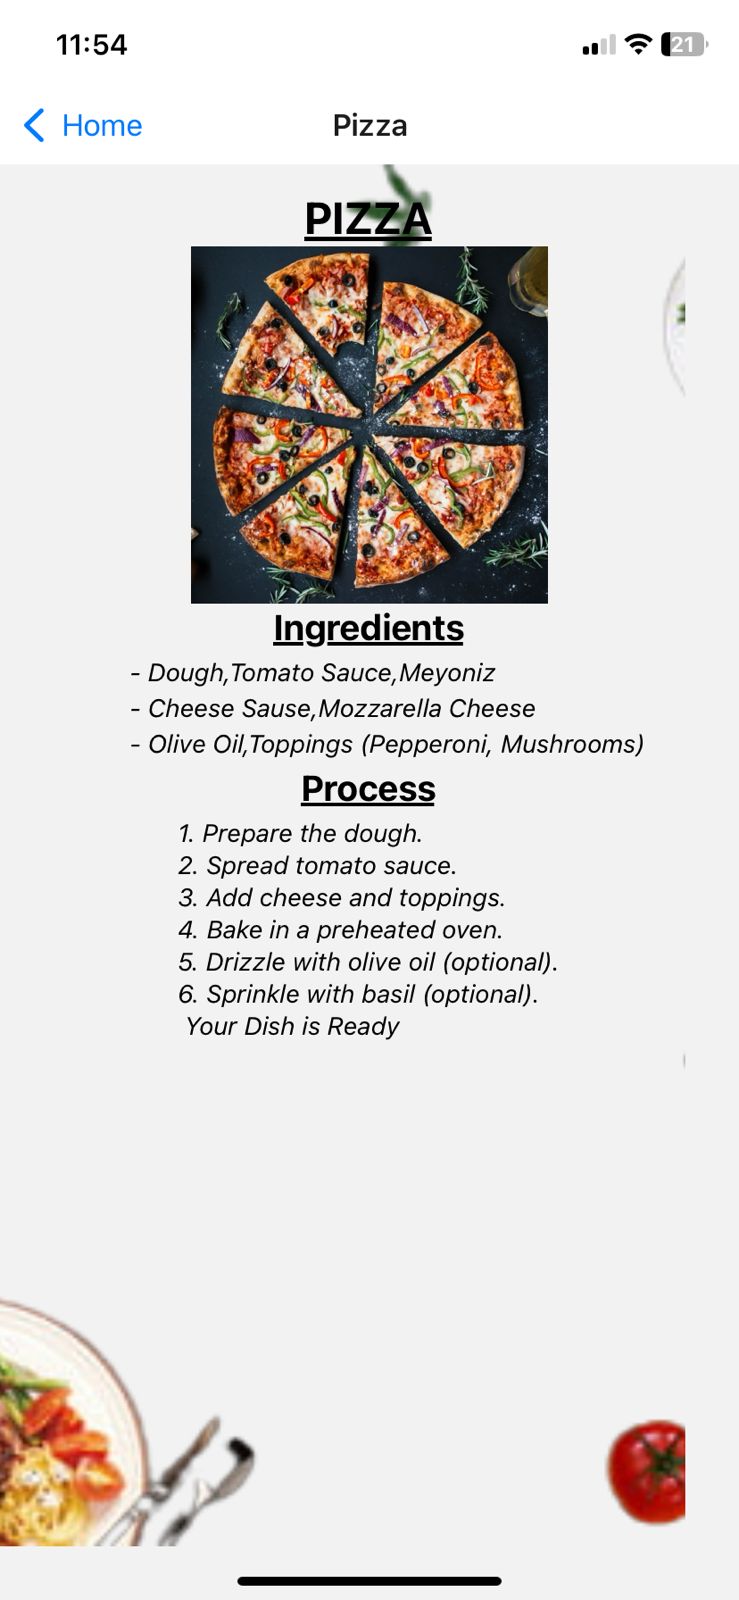 11:54
21
Home
Pizza
PIZZA
Ingredients
- Dough,Tomato Sauce,Meyoniz
- Cheese Sause,Mozzarella Cheese
- Olive Oil,Toppings (Pepperoni, Mushrooms)
Process
1. Prepare the dough.
2. Spread tomato sauce.
3. Add cheese and toppings.
4. Bake in a preheated oven.
5. Drizzle with olive oil (optional).
6. Sprinkle with basil (optional).
Your Dish is Ready